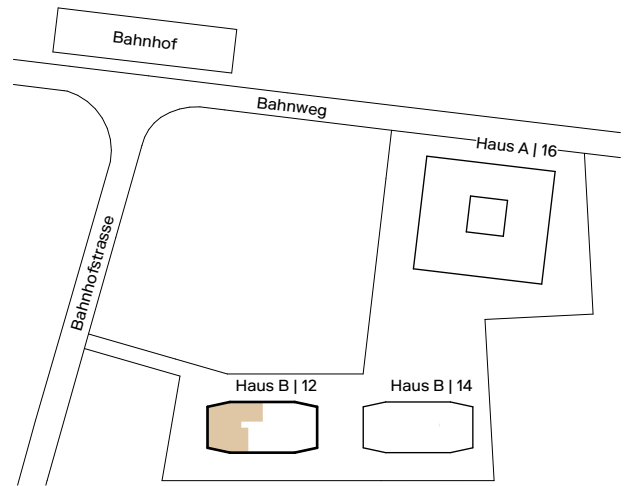 Bahnhof
Bahnweg
Haus A | 16
Bahnhofstrasse
Haus B | 12
Haus B | 14